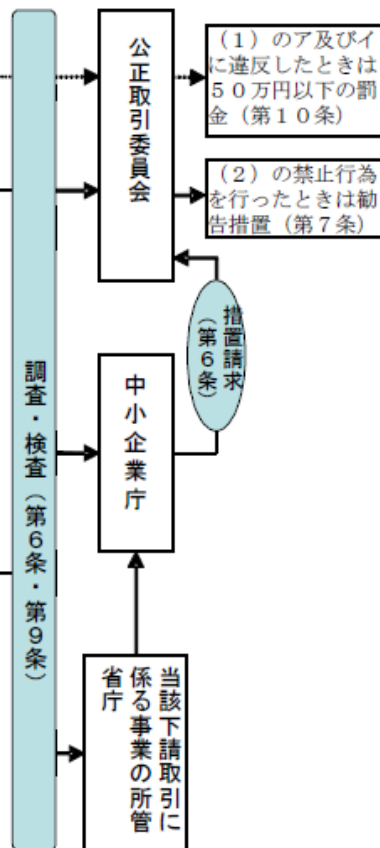 公正取引委員会
（１）のア及びイ
に違反したときは
５０万円以下の罰
金（第１０条）
（２）の禁止行為
を行ったときは勧
告措置（第７条）
措置請求
（第６条）
調査・検査（第６条・第９条）
中小企業庁
当該下請取引に
係る事業の所管
省庁